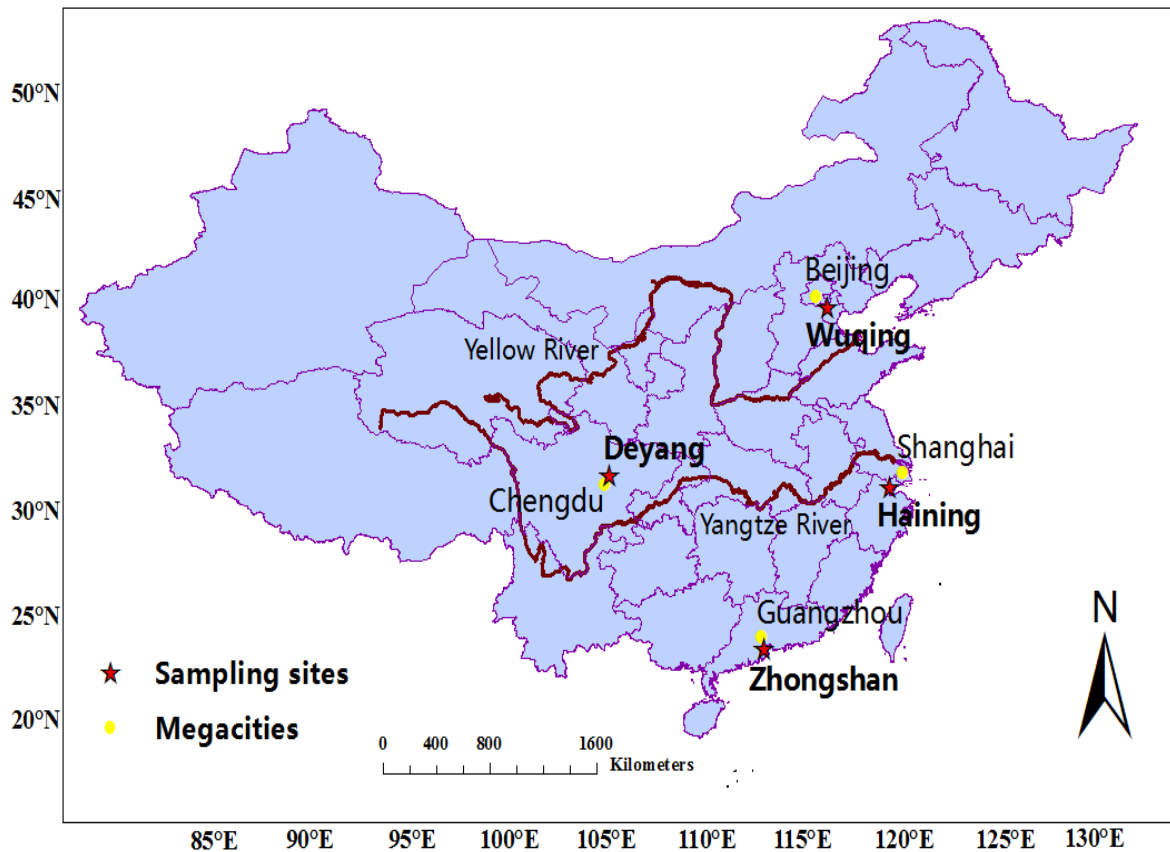 50°N
45°N
40°N
35°N
30°N
25°N
20°N
Beijing
Wuqing
Yellow River
Deyang
Chengdu
Shanghai
Haining
Yangtze River
Guangzhou
Zhongshan
N
Sampling sites
Megacities
0 400 800 1600
Kilometers
85°E 90°E 95°E 100°E 105°E 110°E 115°E 120°E 125°E 130°E